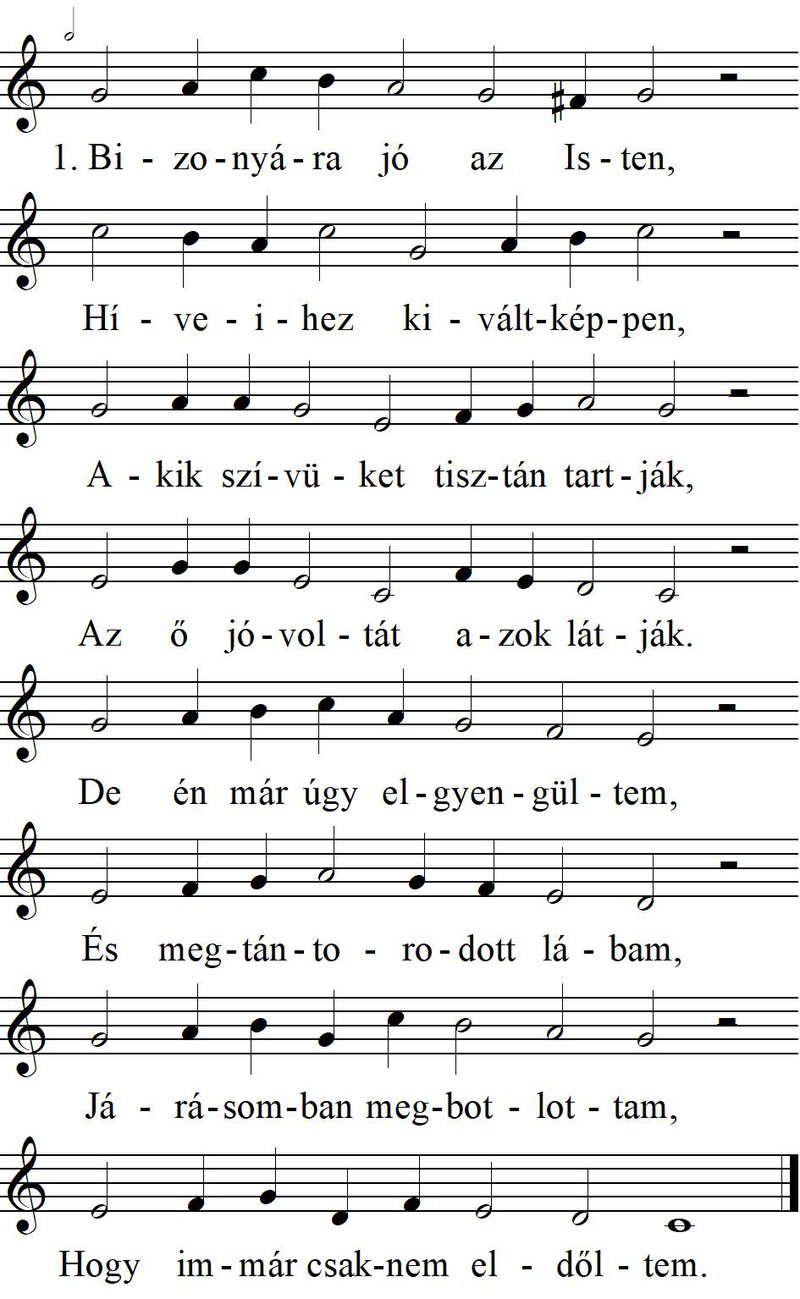 1. Bi - zo - nyá - ra jó az Is - ten,
Hí - ve - i - hez ki - vált - kép - pen,
A - kik szí - vü - ket tisz - tán tart - ják,
Az ő jó - vol - tát a - zok lát - ják.
De én már úgy el - gyen - gül - tem,
És meg - tán - to - ro - dott lá - bam,
Já - rá - som - ban meg - bot - lot - tam,
Hogy im - már csak - nem el - dől - tem.